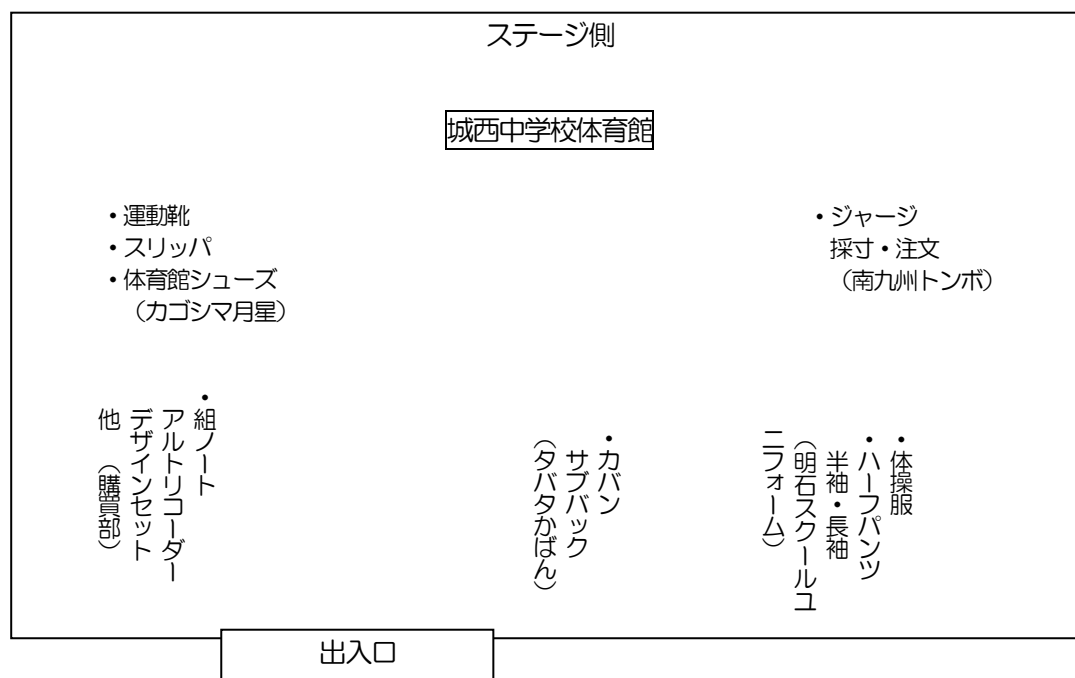 ステージ側
城西中学校体育館
・運動靴
・スリッパ
・体育館シューズ
（カゴシマ月星）
・ジャージ
採寸・注文
（南九州トンボ）
・組ノート
アルトリコーダー
デザインセット
他　（購買部）
・カバン
サブバック
（タバタかばん）
・体操服
・ハーフパンツ
半袖・長袖
（明石スクールユ
ニフォーム）
出入口